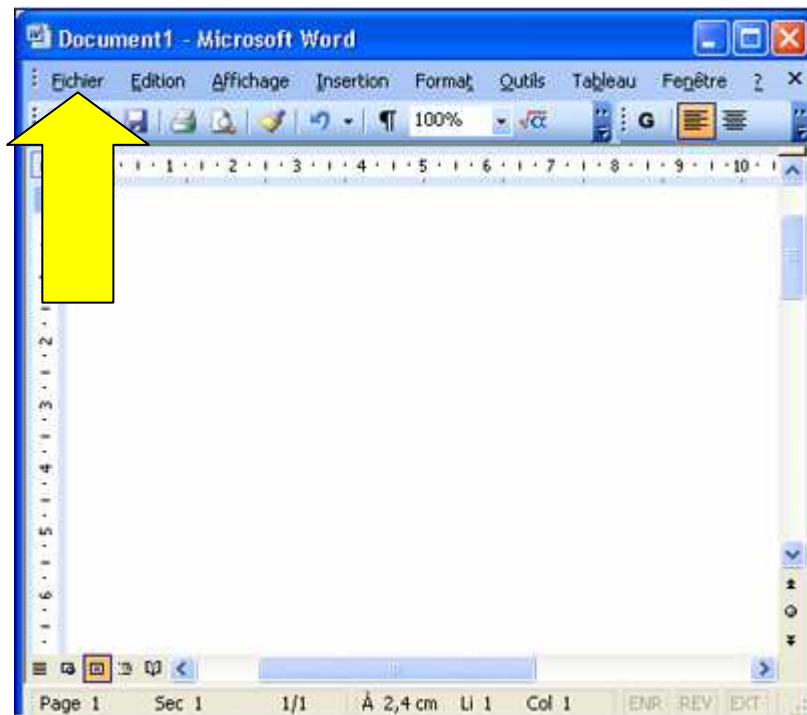 Document1 - Microsoft Word
Fichier Edition Affichage Insertion Format Outils Tableau Fenêtre ?
100% √α G
1 2 3 4 5 6 7 8 9 10
2
3
4
5
6
Page 1 Sec 1 1/1 À 2,4 cm Li 1 Col 1 ENR REV EXT